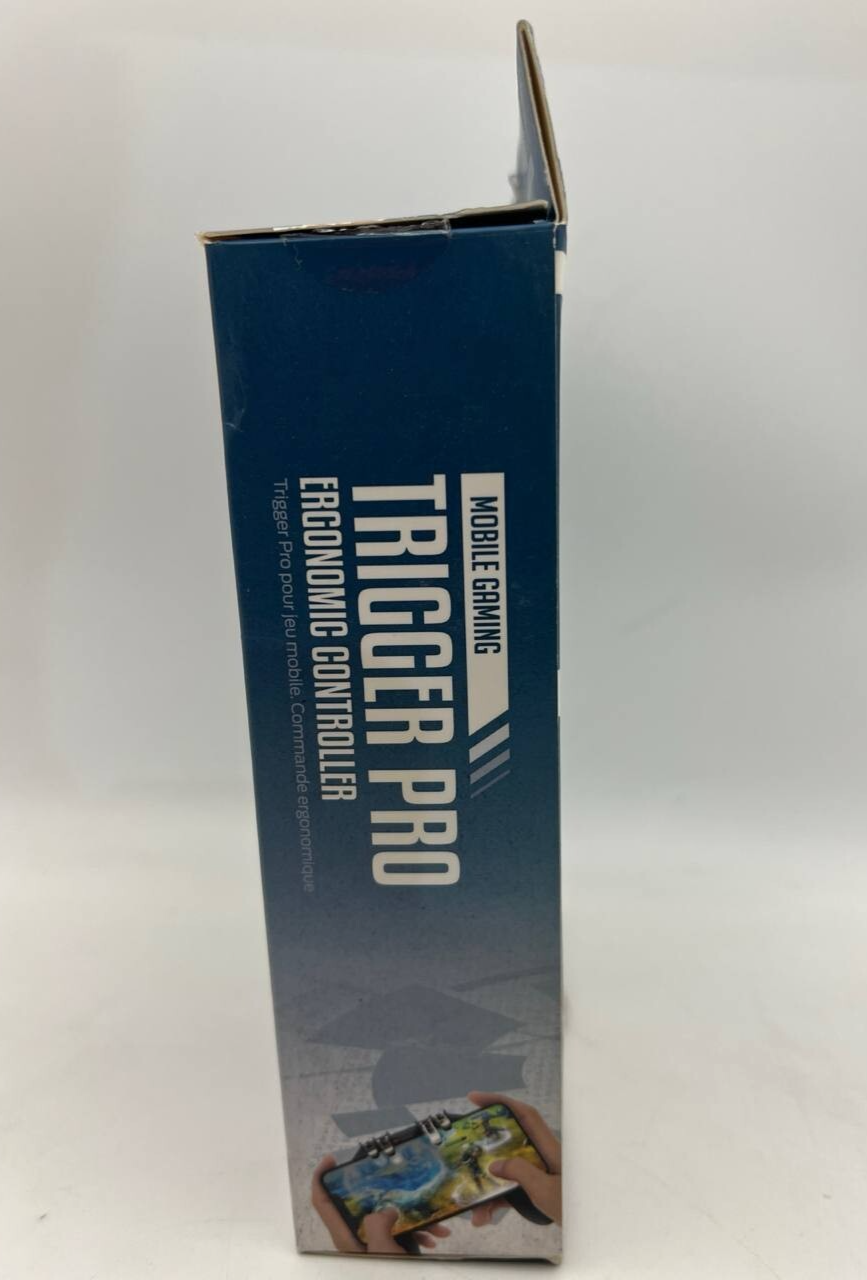 MOBILE GAMING
TRIGGER PRO
ERGONOMIC CONTROLLER
Trigger Pro pour jeu mobile. Commande ergonomique